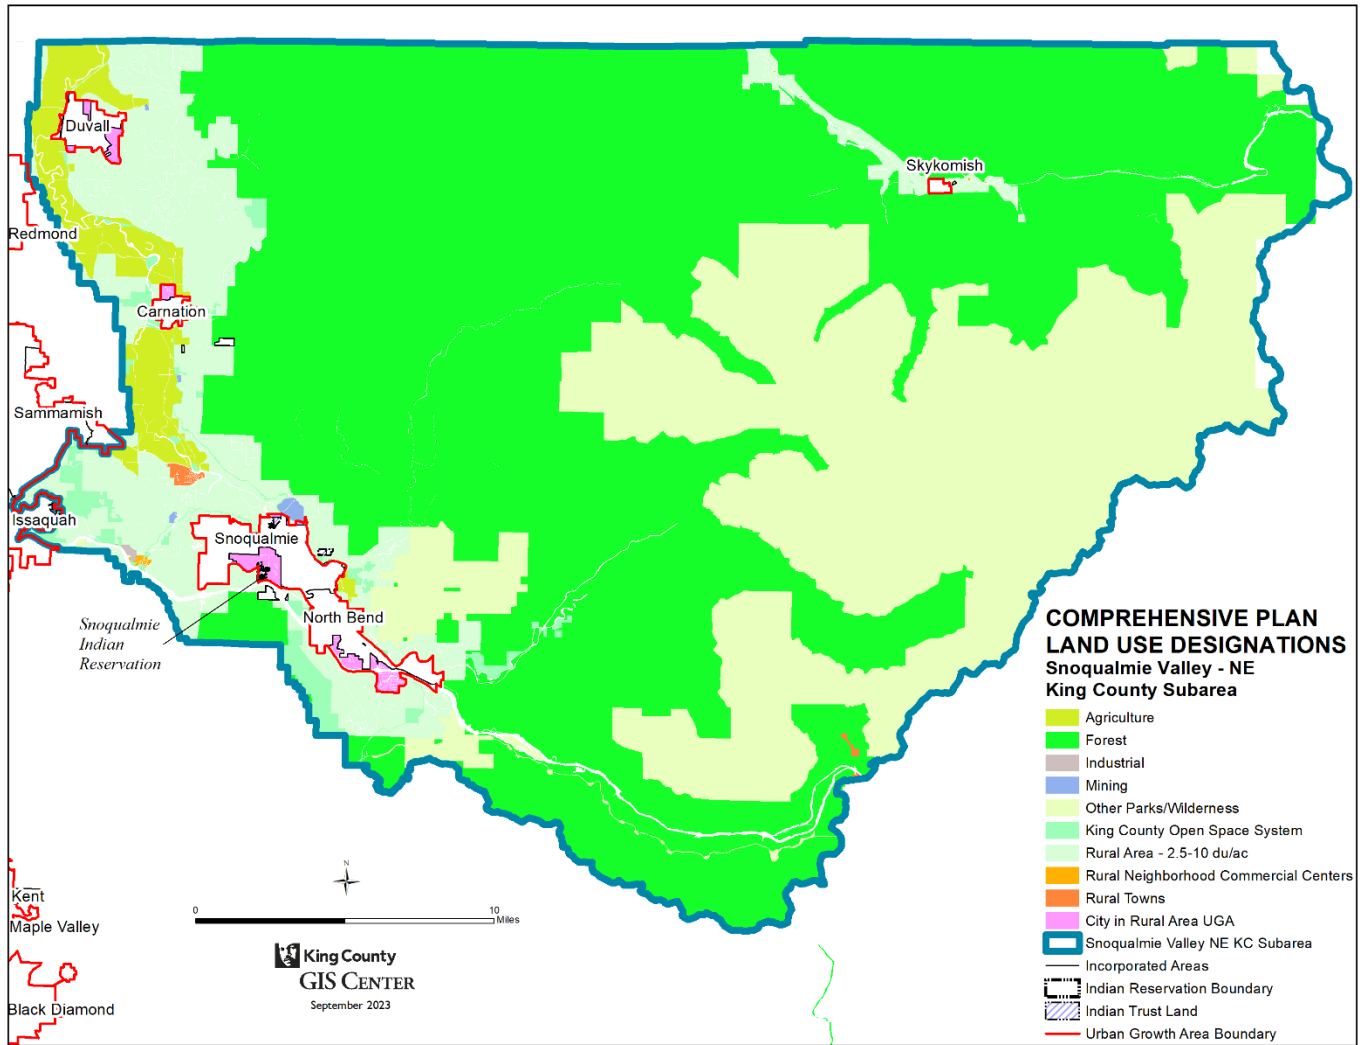 Duvall
Skykomish
Redmond
Carnation
Sammamish
Issaquah
Snoqualmie
North Bend
Snoqualmie
Indian
Reservation
COMPREHENSIVE PLAN
LAND USE DESIGNATIONS
Snoqualmie Valley - NE
King County Subarea
Agriculture
Forest
Industrial
Mining
Other Parks/Wilderness
King County Open Space System
Rural Area - 2.5-10 du/ac
Rural Neighborhood Commercial Centers
Rural Towns
City in Rural Area UGA
Snoqualmie Valley NE KC Subarea
Incorporated Areas
Indian Reservation Boundary
Indian Trust Land
Urban Growth Area Boundary
N
0 10
Miles
King County
GIS CENTER
September 2023
Kent
Maple Valley
Black Diamond